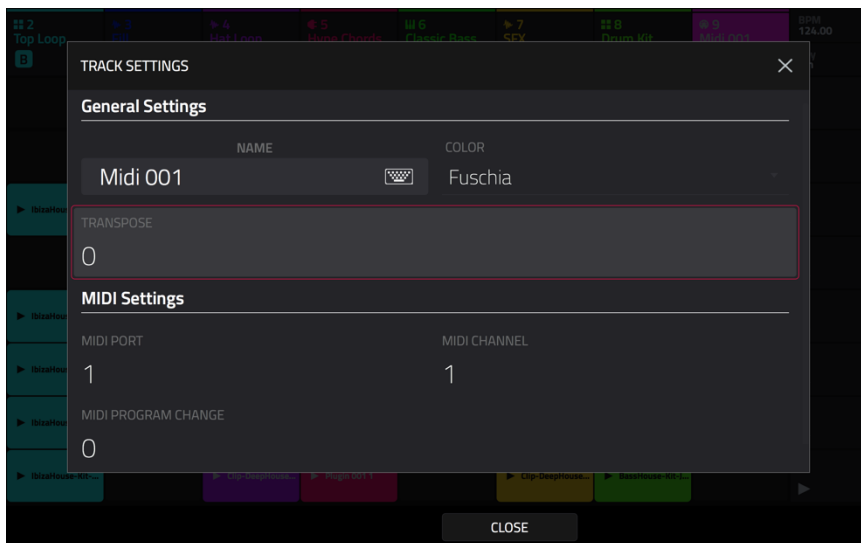 2
4
5
6
7
8
9
BPM
124.00
Top Loop
Hat Loop
Hype Chords
Classic Bass
SFX
Drum Kit
Midi 001
B
TRACK SETTINGS
General Settings
NAME
COLOR
Midi 001
Fuschia
TRANSPOSE
0
MIDI Settings
MIDI PORT
MIDI CHANNEL
1
1
MIDI PROGRAM CHANGE
0
IbizaHouse-Kit-...
Clip-DeepHouse...
Plugin 001 1
Clip-DeepHouse...
BassHouse-Kit-J...
CLOSE